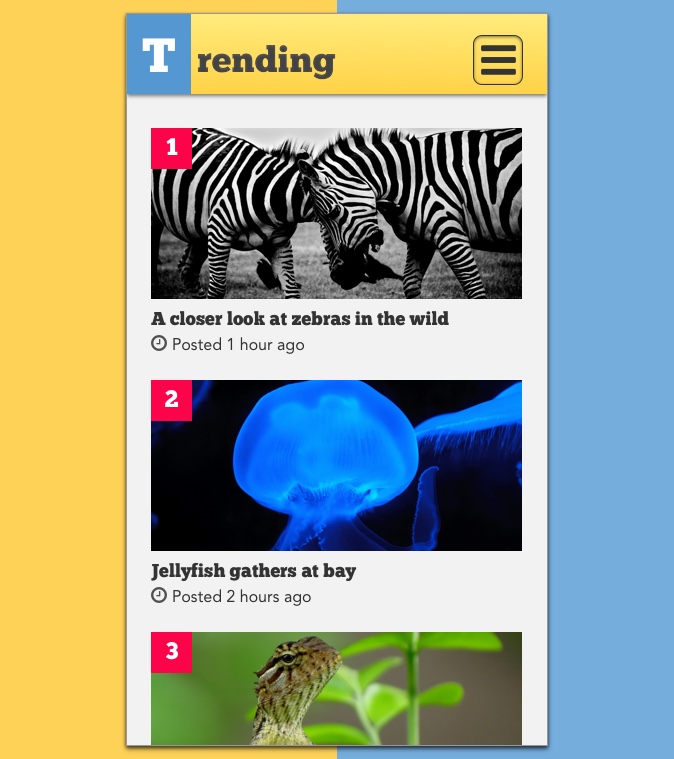 Trending
1
A closer look at zebras in the wild
Posted 1 hour ago
2
Jellyfish gathers at bay
Posted 2 hours ago
3